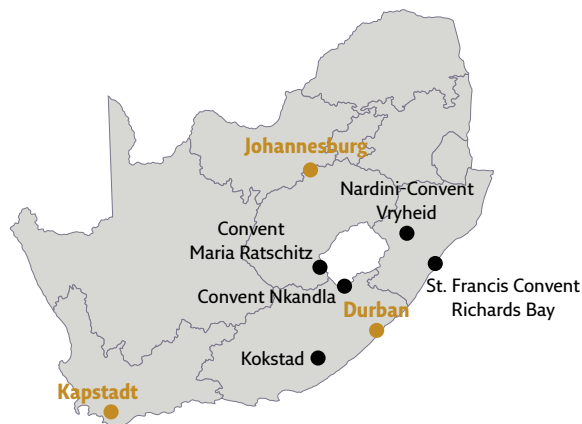 Johannesburg
Nardini-Convent
Vryheid
Convent
Maria Ratschitz
St. Francis Convent
Richards Bay
Convent Nkandla
Durban
Kokstad
Kapstadt